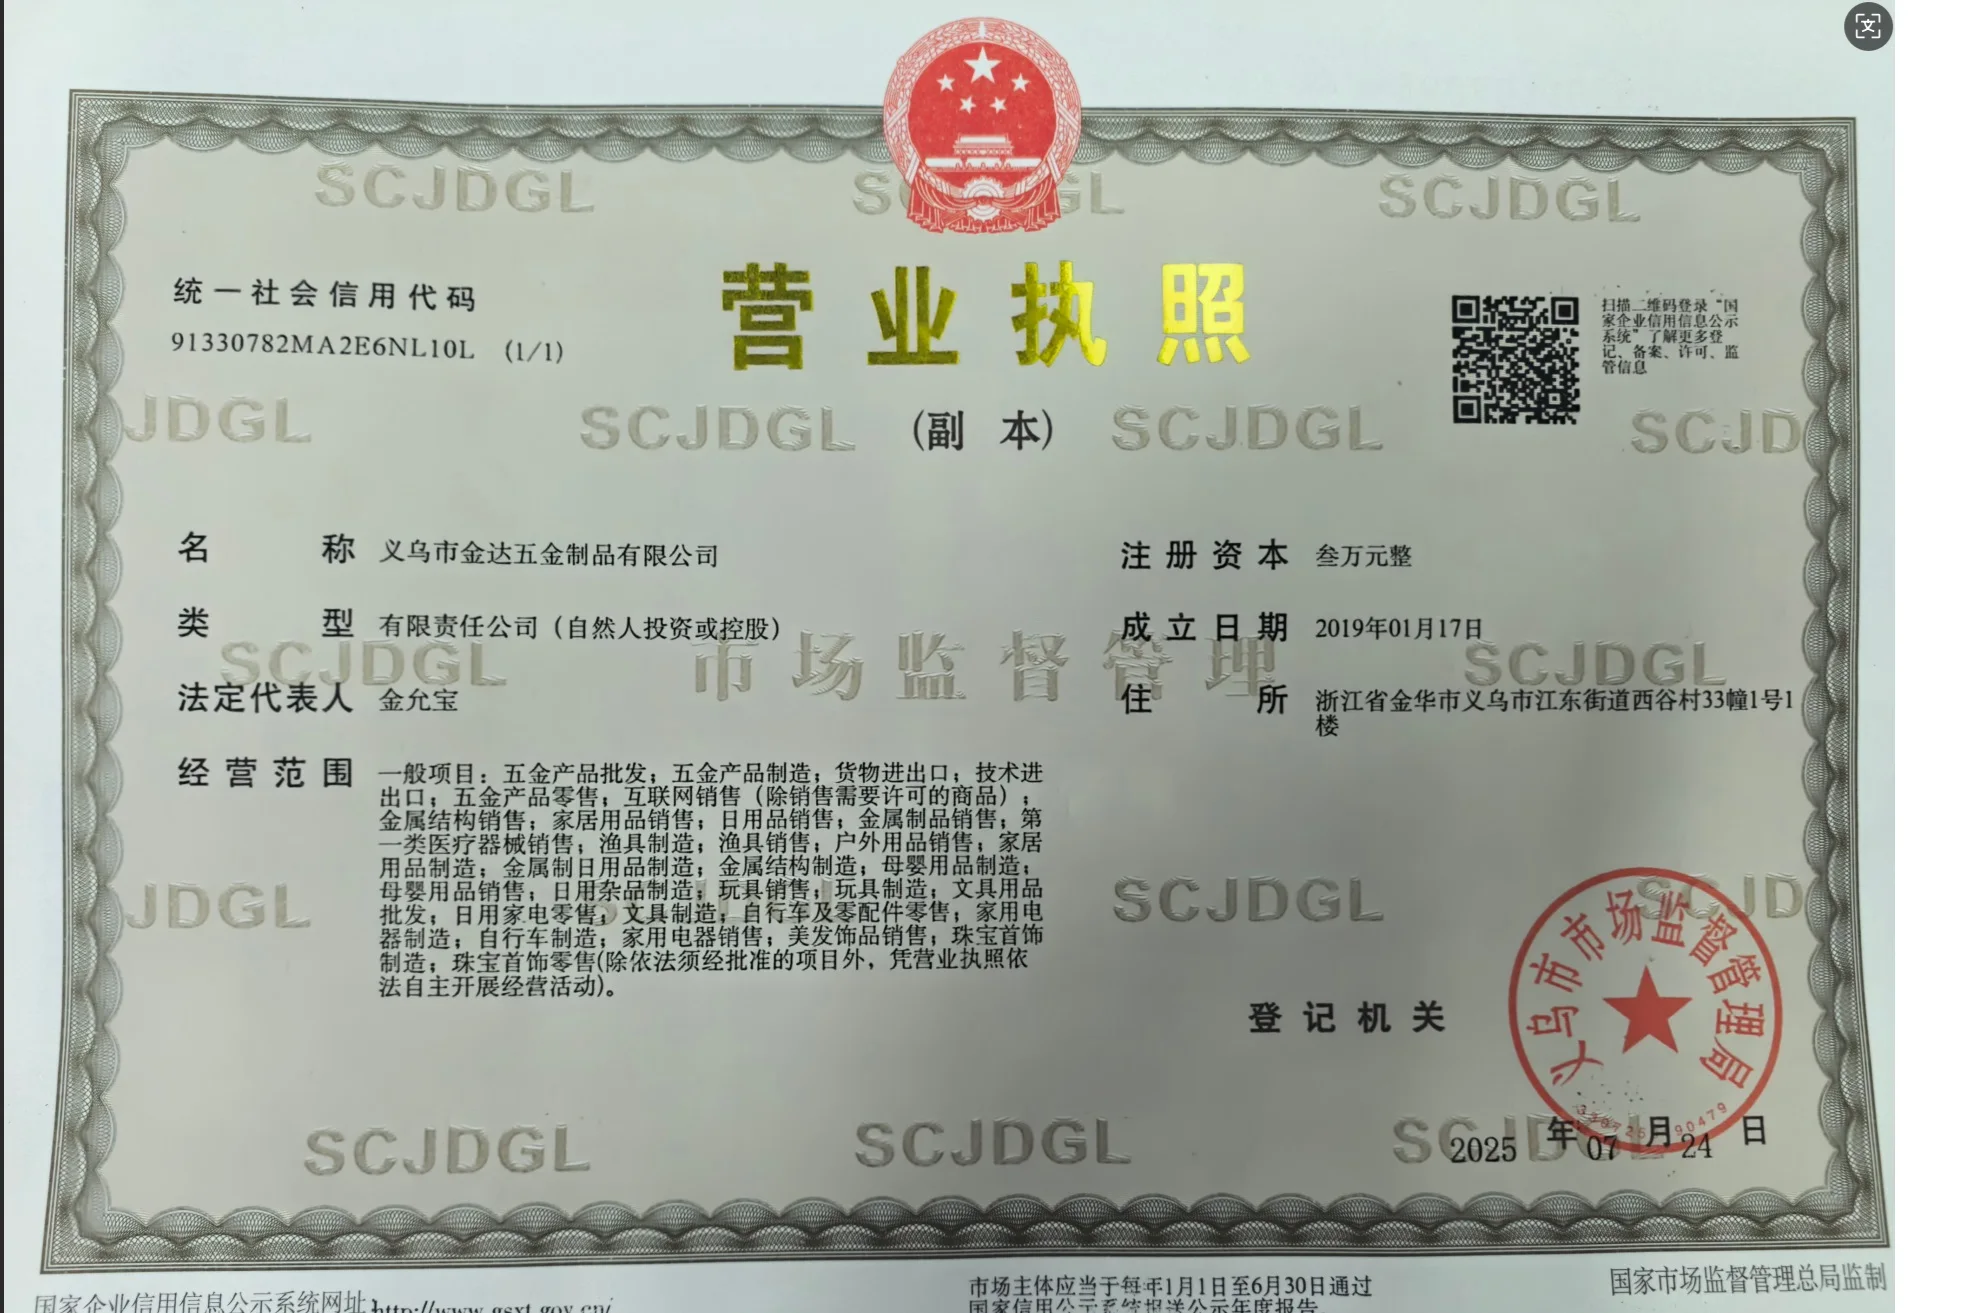 统一社会信用代码
91330782MA2E6NL10L (1/1)
营业执照
(副 本)
扫描二维码登录“国
家企业信用信息公示
系统”了解更多登
记、备案、许可、监
管信息
SCJDGL SCJDGL
JDGL SCJDGL SCJDGL SCJD
名 称 义乌市金达五金制品有限公司
注册资本 叁万元整
类 型 有限责任公司（自然人投资或控股）
成立日期 2019年01月17日
SCJDGL 市场监督管理 SCJDGL
法定代表人 金允宝
住 所 浙江省金华市义乌市江东街道西谷村33幢1号1
楼
经营范围 一般项目：五金产品批发；五金产品制造；货物进出口；技术进
出口；五金产品零售；互联网销售（除销售需要许可的商品）；
金属结构销售；家居用品销售；日用品销售；金属制品销售；第
一类医疗器械销售；渔具制造；渔具销售；户外用品销售；家居
用品制造；金属制日用品制造；金属结构制造；母婴用品制造；
母婴用品销售；日用杂品制造；玩具销售；玩具制造；文具用品
批发；日用家电零售；文具制造；自行车及零配件零售；家用电
器制造；自行车制造；家用电器销售；美发饰品销售；珠宝首饰
制造；珠宝首饰零售(除依法须经批准的项目外，凭营业执照依
法自主开展经营活动)。
JDGL SCJDGL SCJD
登记机关
义乌市市场监督管理局
SCJDGL SCJDGL
2025 年 07 月 24 日
国家企业信用信息公示系统网址 http://www.gsxt.gov.cn/
市场主体应当于每年1月1日至6月30日通过
国家信用公示系统报送公示年度报告
国家市场监督管理总局监制